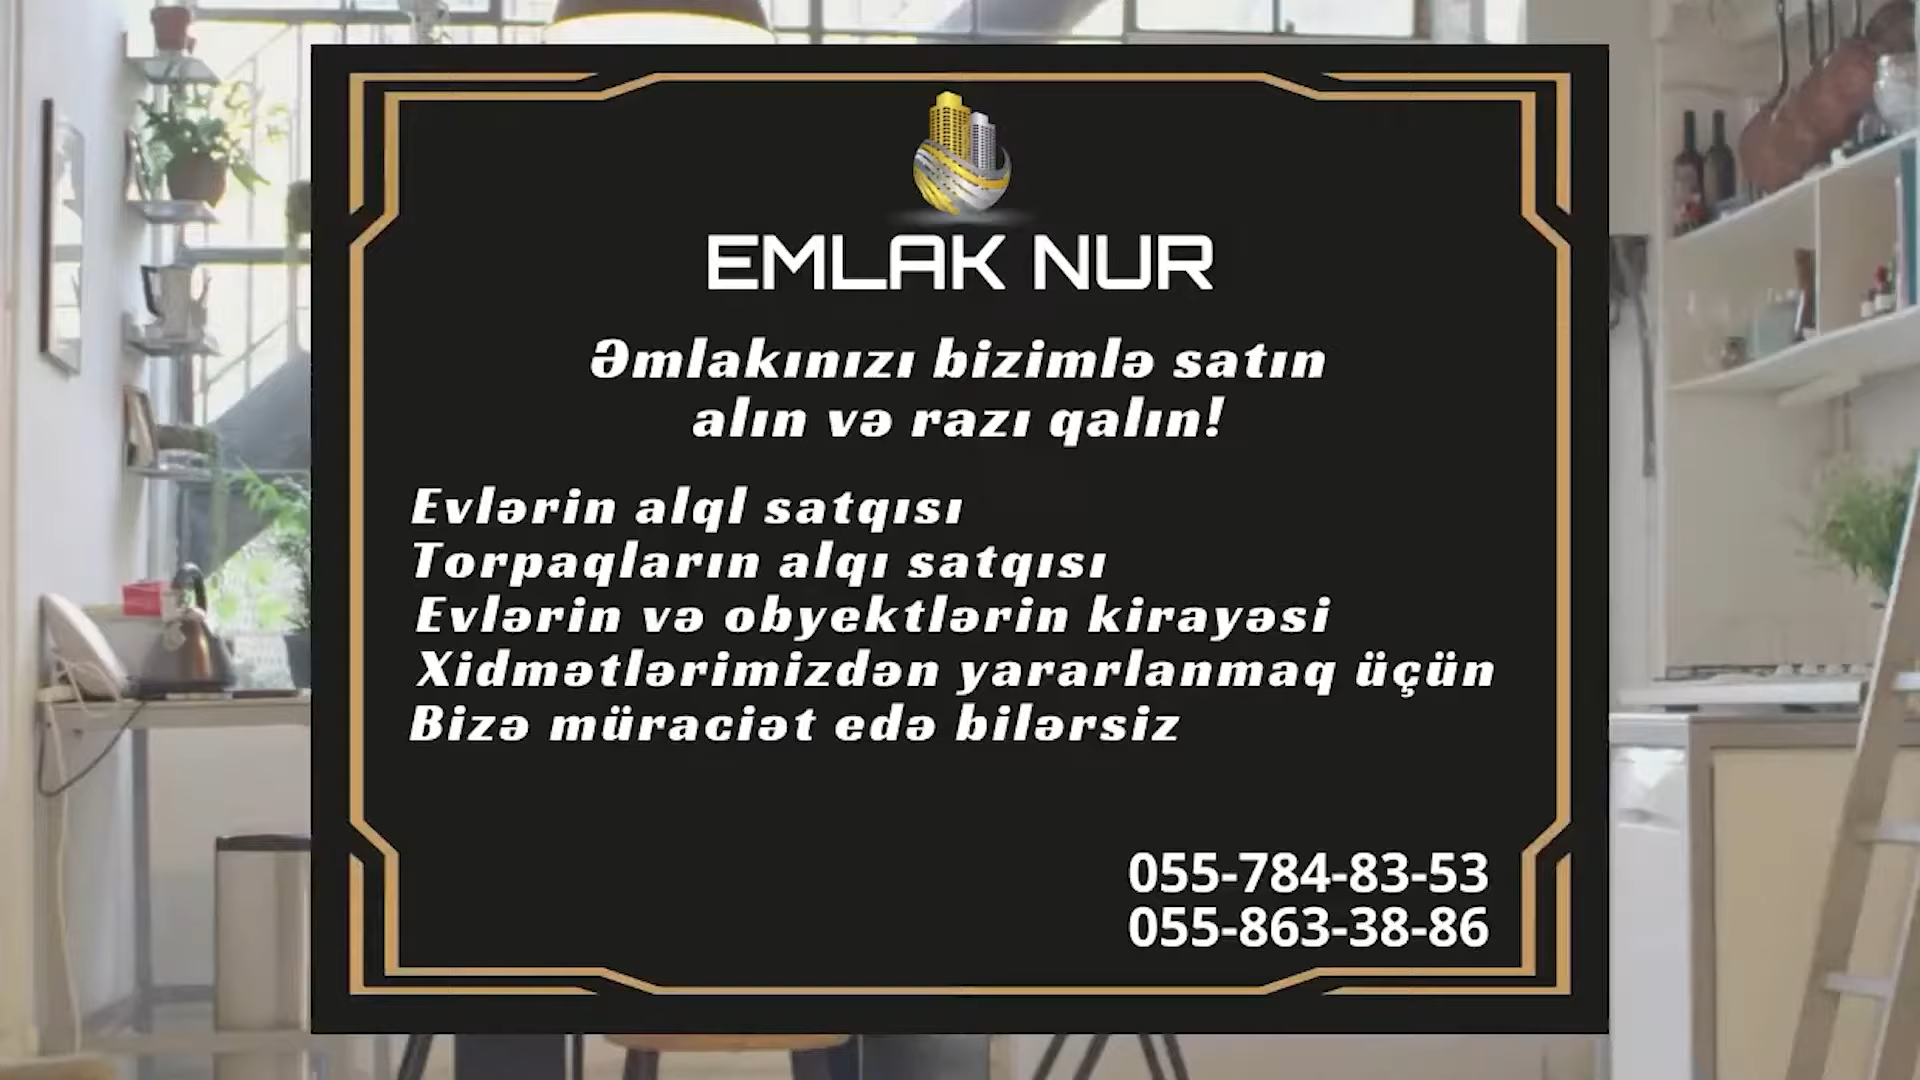 EMLAK NUR
Əmlakınızı bizimlə satın
alın və razı qalın!
Evlərin alql satqısı
Torpaqların alqı satqısı
Evlərin və obyektlərin kirayəsi
Xidmətlərimizdən yararlanmaq üçün
Bizə müraciət edə bilərsiz
055-784-83-53
055-863-38-86